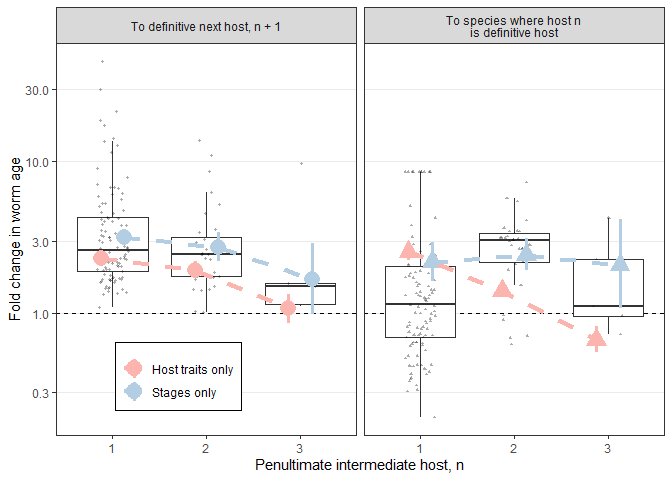 To definitive next host, n + 1
To species where host n
is definitive host
Fold change in worm age
30.0
10.0
3.0
1.0
0.3
Host traits only
Stages only
1
2
3
1
2
3
Penultimate intermediate host, n